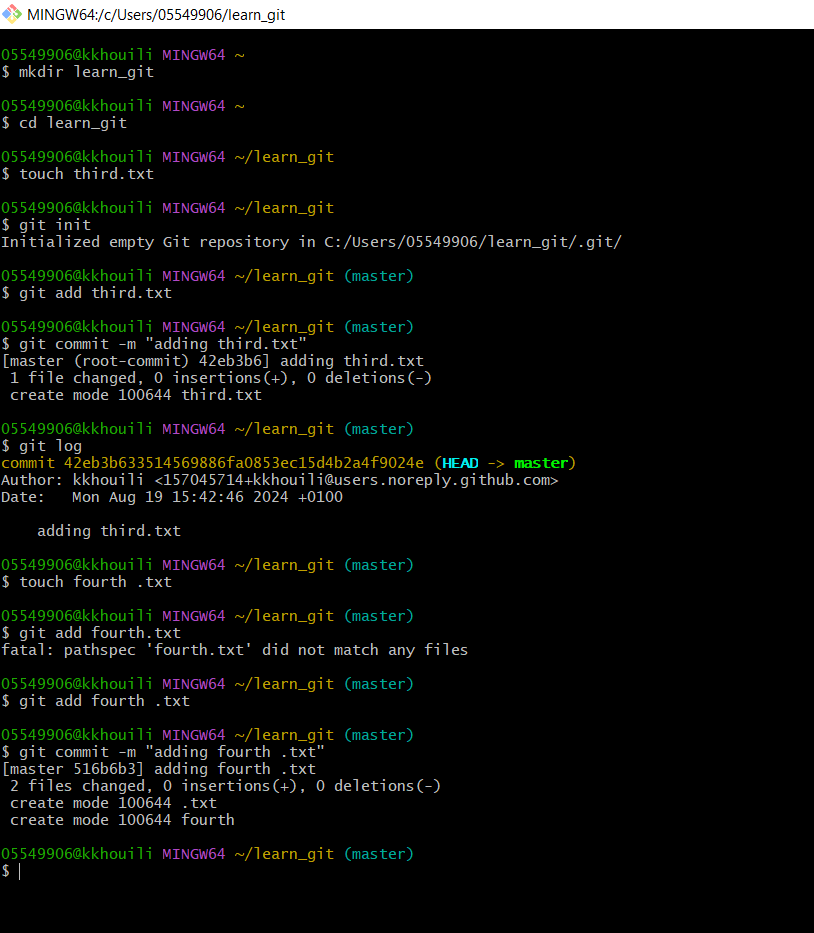 MINGW64:/c/Users/05549906/learn_git
05549906@kkhouili MINGW64 ~
$ mkdir learn_git
05549906@kkhouili MINGW64 ~
$ cd learn_git
05549906@kkhouili MINGW64 ~/learn_git
$ touch third.txt
05549906@kkhouili MINGW64 ~/learn_git
$ git init
Initialized empty Git repository in C:/Users/05549906/learn_git/.git/
05549906@kkhouili MINGW64 ~/learn_git (master)
$ git add third.txt
05549906@kkhouili MINGW64 ~/learn_git (master)
$ git commit -m "adding third.txt"
[master (root-commit) 42eb3b6] adding third.txt
 1 file changed, 0 insertions(+), 0 deletions(-)
 create mode 100644 third.txt
05549906@kkhouili MINGW64 ~/learn_git (master)
$ git log
commit 42eb3b633514569886fa0853ec15d4b2a4f9024e (HEAD -> master)
Author: kkhouili <157045714+kkhouili@users.noreply.github.com>
Date:   Mon Aug 19 15:42:46 2024 +0100
    adding third.txt
05549906@kkhouili MINGW64 ~/learn_git (master)
$ touch fourth .txt
05549906@kkhouili MINGW64 ~/learn_git (master)
$ git add fourth.txt
fatal: pathspec 'fourth.txt' did not match any files
05549906@kkhouili MINGW64 ~/learn_git (master)
$ git add fourth .txt
05549906@kkhouili MINGW64 ~/learn_git (master)
$ git commit -m "adding fourth .txt"
[master 516b6b3] adding fourth .txt
 2 files changed, 0 insertions(+), 0 deletions(-)
 create mode 100644 .txt
 create mode 100644 fourth
05549906@kkhouili MINGW64 ~/learn_git (master)
$